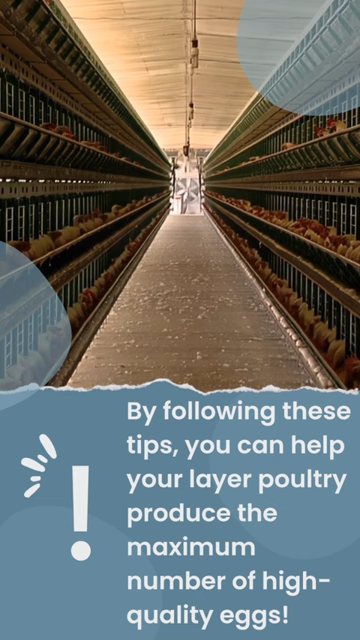 By following these
tips, you can help
your layer poultry
produce the
maximum
number of high-
quality eggs!